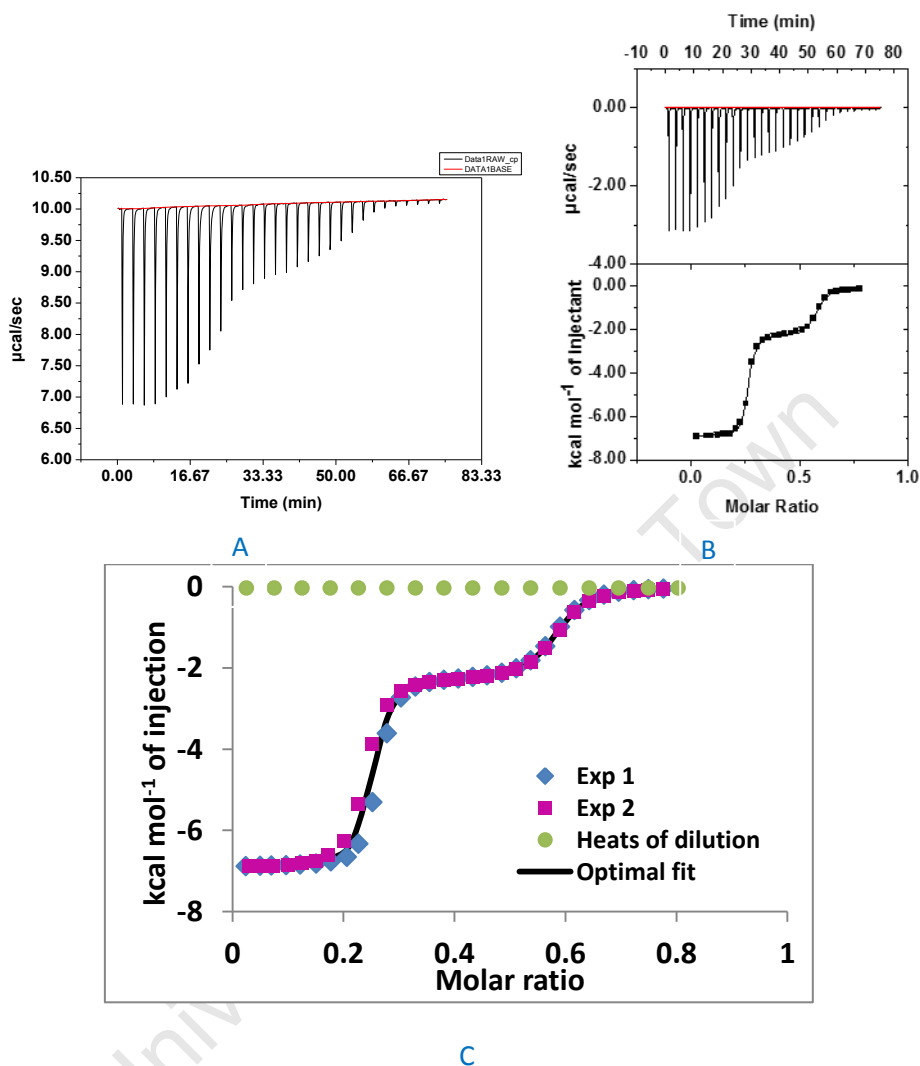 Data1RAW_cp
DATA1BASE
10.50
10.00
9.50
9.00
8.50
8.00
7.50
7.00
6.50
6.00
µcal/sec
0.00 16.67 33.33 50.00 66.67 83.33
Time (min)
A
Time (min)
-10 0 10 20 30 40 50 60 70 80
0.00
-2.00
-4.00
µcal/sec
0.00
-2.00
-4.00
-6.00
-8.00
kcal mol⁻¹ of injectant
0.0 0.5 1.0
Molar Ratio
B
Town
0
-2
-4
-6
-8
kcal mol⁻¹ of injection
Exp 1
Exp 2
Heats of dilution
Optimal fit
0 0.2 0.4 0.6 0.8 1
Molar ratio
C